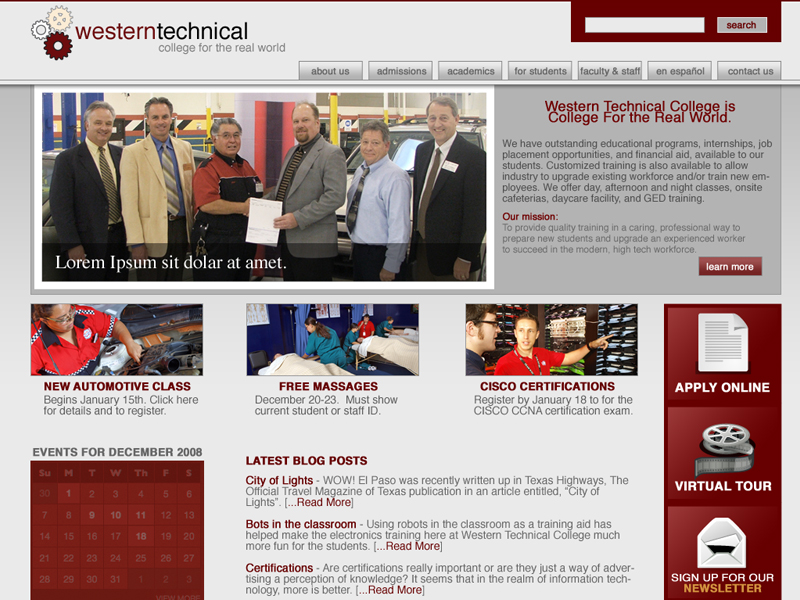 westerntechnical
college for the real world
search
about us
admissions
academics
for students
faculty & staff
en español
contact us
Lorem Ipsum sit dolar at amet.
Western Technical College is
College For the Real World.
We have outstanding educational programs, internships, job
placement opportunities, and financial aid, available to our
students. Customized training is also available to allow
industry to upgrade existing workforce and/or train new em-
ployees. We offer day, afternoon and night classes, onsite
cafeterias, daycare facility, and GED training.
Our mission:
To provide quality training in a caring, professional way to
prepare new students and upgrade an experienced worker
to succeed in the modern, high tech workforce.
learn more
NEW AUTOMOTIVE CLASS
Begins January 15th. Click here
for details and to register.
FREE MASSAGES
December 20-23. Must show
current student or staff ID.
CISCO CERTIFICATIONS
Register by January 18 to for the
CISCO CCNA certification exam.
APPLY ONLINE
VIRTUAL TOUR
SIGN UP FOR OUR
NEWSLETTER
EVENTS FOR DECEMBER 2008
Su M T W Th F S
30 1 2 3 4 5 6
7 8 9 10 11 12 13
14 15 16 17 18 19 20
21 22 23 24 25 26 27
28 29 30 31 1 2 3
VIEW MORE
LATEST BLOG POSTS
City of Lights - WOW! El Paso was recently written up in Texas Highways, The
Official Travel Magazine of Texas publication in an article entitled, “City of
Lights”. [...Read More]
Bots in the classroom - Using robots in the classroom as a training aid has
helped make the electronics training here at Western Technical College much
more fun for the students. [...Read More]
Certifications - Are certifications really important or are they just a way of adver-
tising a perception of knowledge? It seems that in the realm of information tech-
nology, more is better. [...Read More]